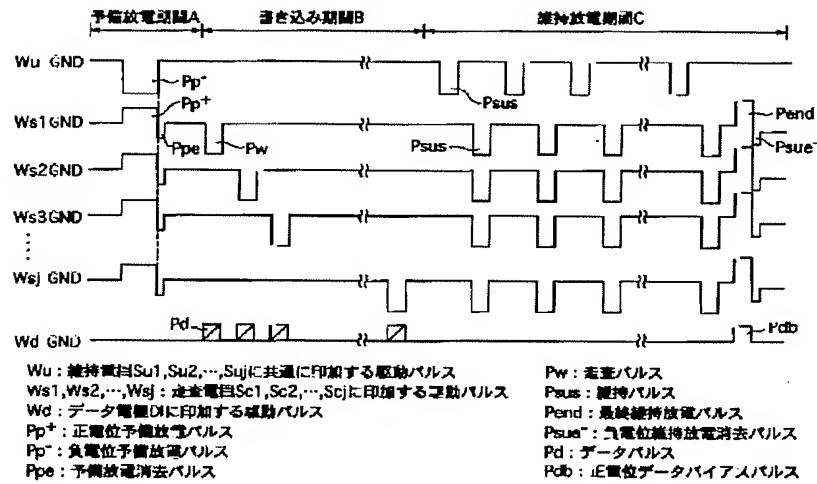 予備放電期間A 書き込み期間B 維持放電期間C
Wu GND
Pp⁻
Psus
Pp⁺
Ws1GND
Ppe
Pw
Psus
Pend
Psue⁻
Ws2GND
Ws3GND
Wsj GND
Pd
Pdb
Wd GND
Wu：維持電極Su1，Su2，…，Sujに共通に印加する駆動パルス
Ws1，Ws2，…，Wsj：走査電極Sc1，Sc2，…，Scjに印加する駆動パルス
Wd：データ電極Diに印加する駆動パルス
Pp⁺：正電位予備放電パルス
Pp⁻：負電位予備放電パルス
Ppe：予備放電消去パルス
Pw：走査パルス
Psus：維持パルス
Pend：最終維持放電パルス
Psue⁻：負電位維持放電消去パルス
Pd：データパルス
Pdb：正電位データバイアスパルス